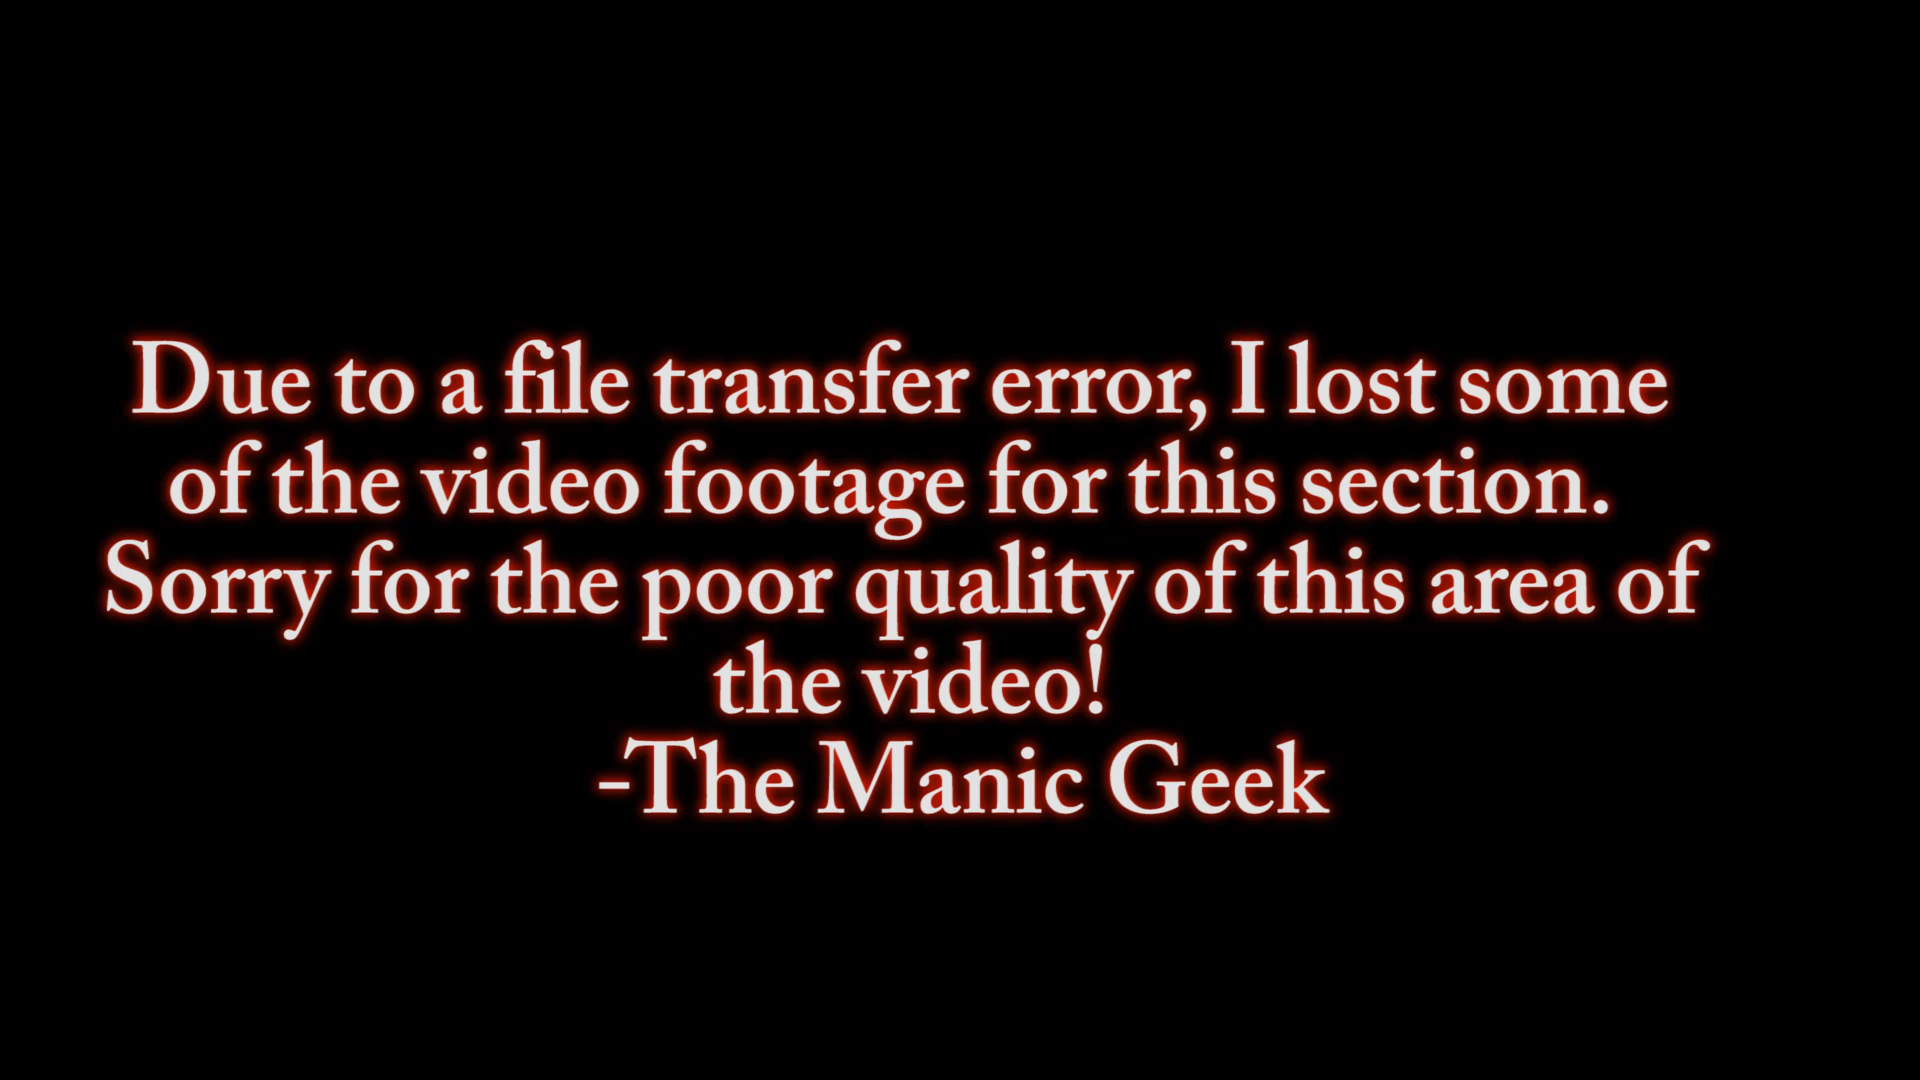 Due to a file transfer error, I lost some
of the video footage for this section.
Sorry for the poor quality of this area of
the video!
-The Manic Geek